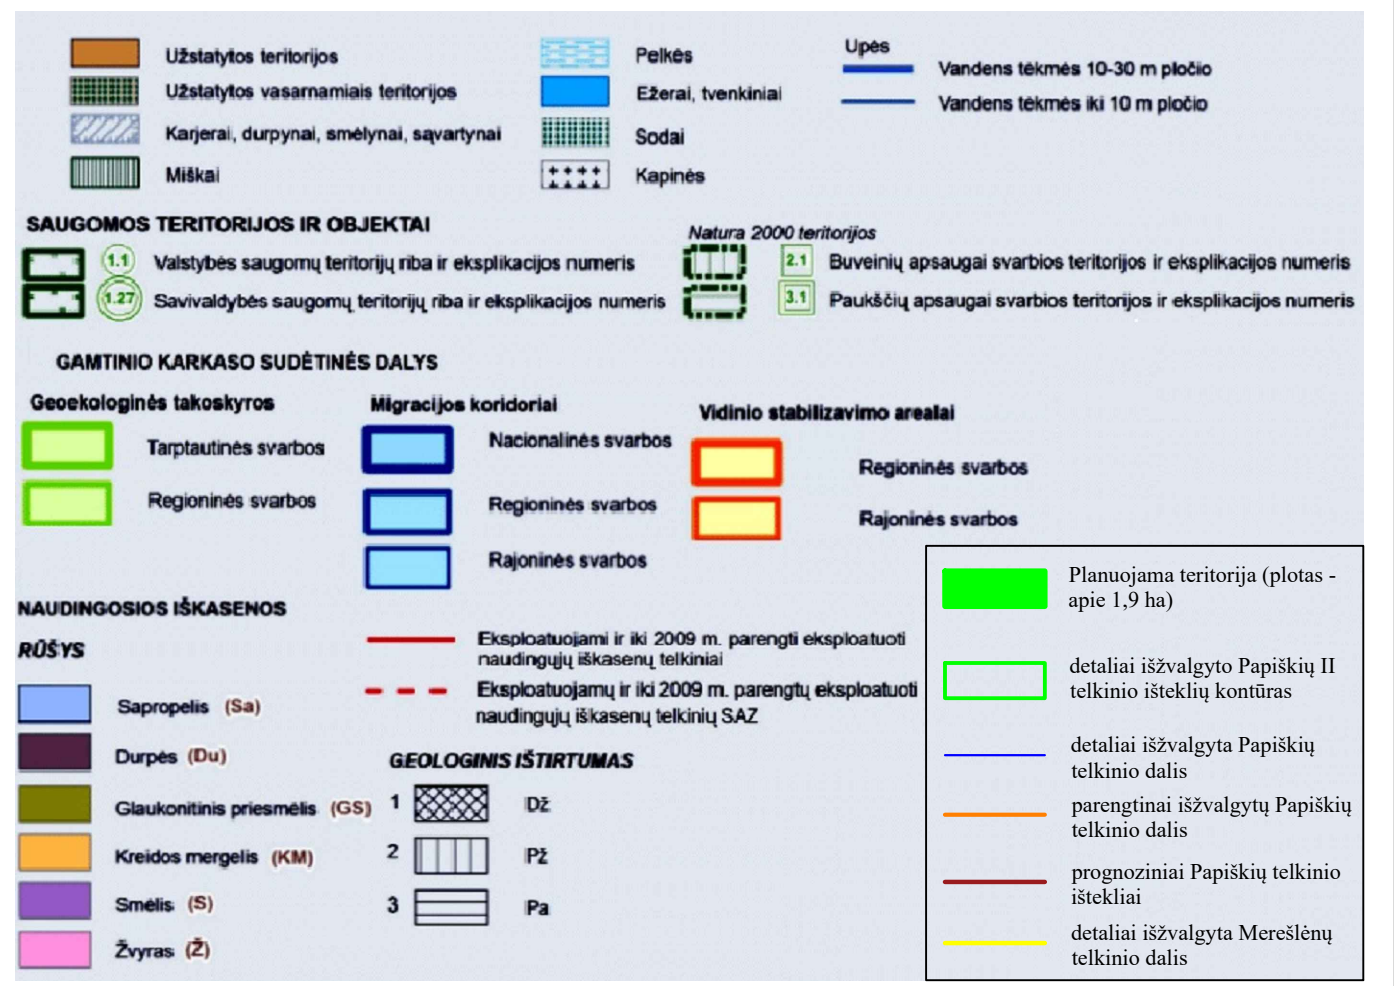 Užstatytos teritorijos
Užstatytos vasarnamiais teritorijos
Karjerai, durpynai, smėlynai, sąvartynai
Miškai
Pelkės
Ežerai, tvenkiniai
Sodai
Kapinės
Upės
Vandens tėkmės 10-30 m pločio
Vandens tėkmės iki 10 m pločio
SAUGOMOS TERITORIJOS IR OBJEKTAI
1.1 Valstybės saugomų teritorijų riba ir eksplikacijos numeris
1.27 Savivaldybės saugomų teritorijų riba ir eksplikacijos numeris
Natura 2000 teritorijos
2.1 Buveinių apsaugai svarbios teritorijos ir eksplikacijos numeris
3.1 Paukščių apsaugai svarbios teritorijos ir eksplikacijos numeris
GAMTINIO KARKASO SUDĖTINĖS DALYS
Geoekologinės takoskyros
Tarptautinės svarbos
Regioninės svarbos
Migracijos koridoriai
Nacionalinės svarbos
Regioninės svarbos
Rajoninės svarbos
Vidinio stabilizavimo arealai
Regioninės svarbos
Rajoninės svarbos
NAUDINGOSIOS IŠKASENOS
RŪŠYS
Sapropelis (Sa)
Durpės (Du)
Glaukonitinis priesmėlis (GS)
Kreidos mergelis (KM)
Smėlis (S)
Žvyras (Ž)
Eksploatuojami ir iki 2009 m. parengti eksploatuoti
naudingųjų iškasenų telkiniai
Eksploatuojamų ir iki 2009 m. parengtų eksploatuoti
naudingųjų iškasenų telkinių SAZ
GEOLOGINIS IŠTIRTUMAS
1 Dž
2 Pž
3 Pa
Planuojama teritorija (plotas -
apie 1,9 ha)
detaliai išžvalgyto Papiškių II
telkinio išteklių kontūras
detaliai išžvalgyta Papiškių
telkinio dalis
parengtinai išžvalgytų Papiškių
telkinio dalis
prognoziniai Papiškių telkinio
ištekliai
detaliai išžvalgyta Merešlėnų
telkinio dalis